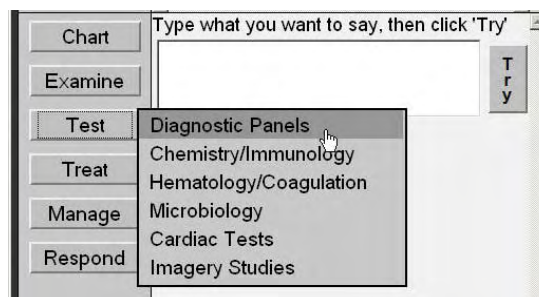 Chart
Examine
Test
Treat
Manage
Respond
Type what you want to say, then click 'Try'
Try
Diagnostic Panels
Chemistry/Immunology
Hematology/Coagulation
Microbiology
Cardiac Tests
Imagery Studies